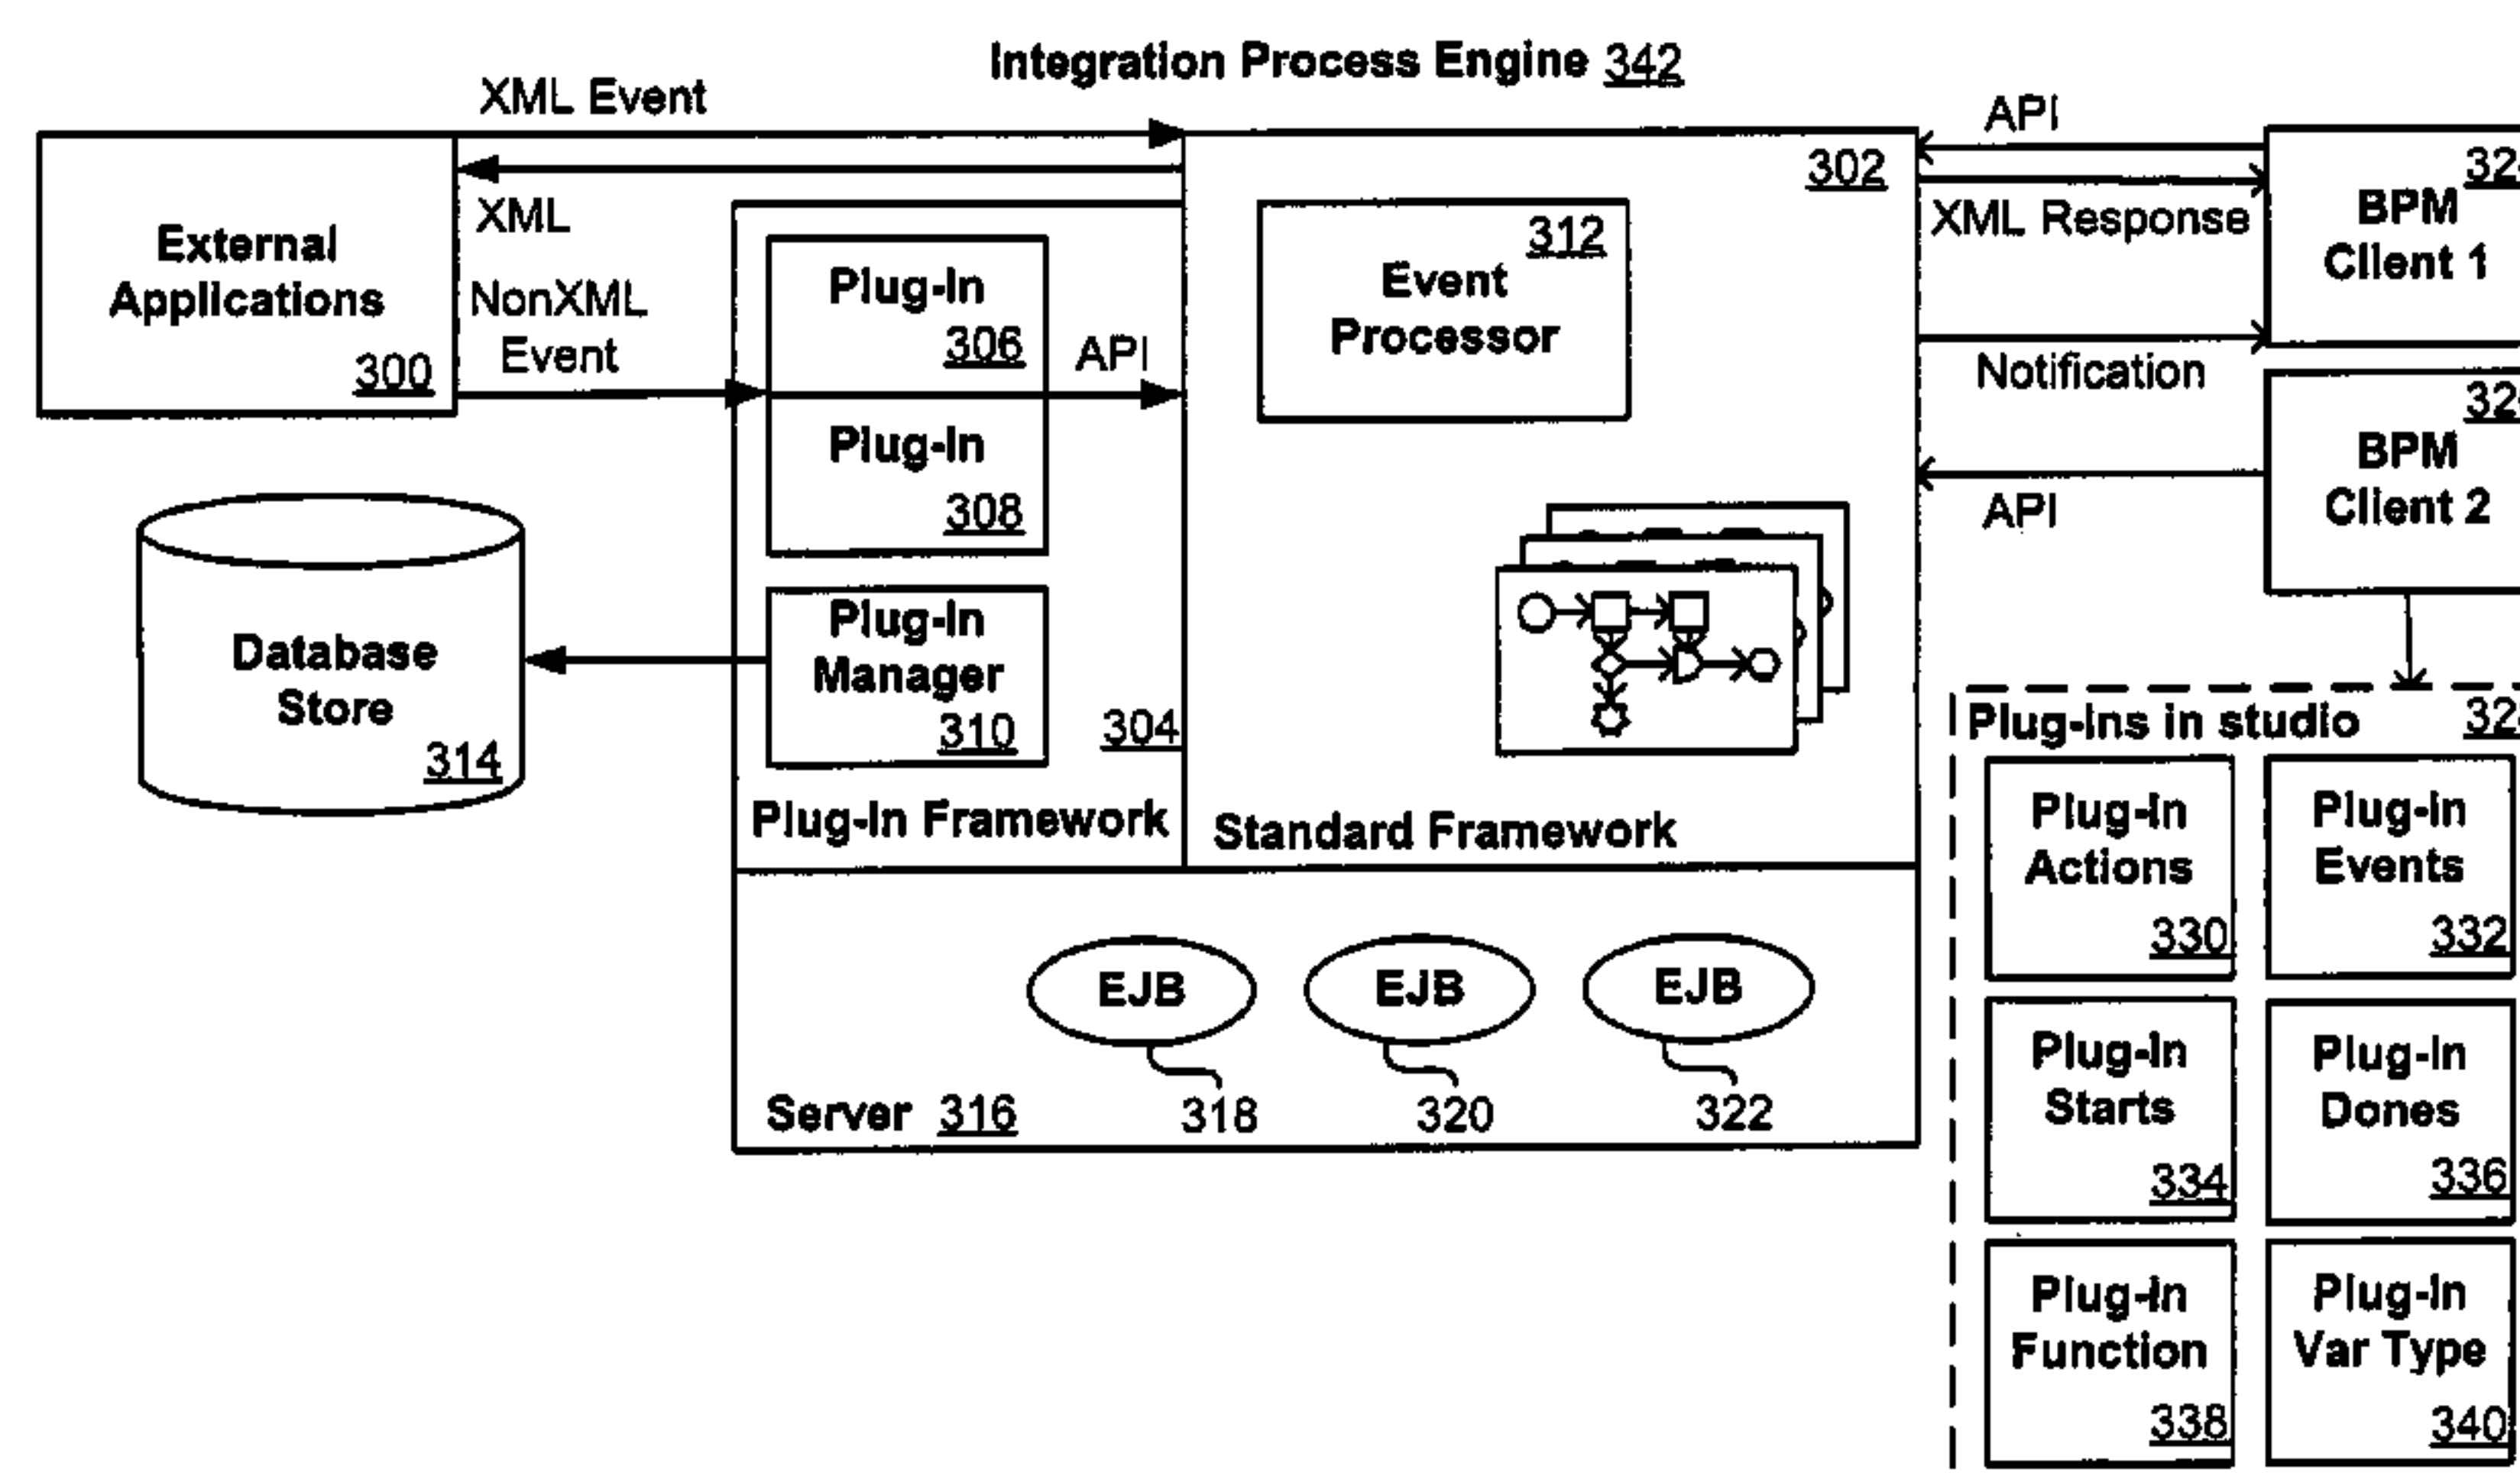 Integration Process Engine 342
XML Event
XML
NonXML
Event
External
Applications
300
Plug-In
306
API
Plug-In
308
Plug-In
Manager
310
304
Plug-In Framework
Database
Store
314
302
312
Event
Processor
Standard Framework
EJB
EJB
EJB
Server 316
318
320
322
API
XML Response
Notification
API
BPM
Client 1
BPM
Client 2
Plug-Ins in studio
Plug-In
Actions
330
Plug-In
Events
332
Plug-In
Starts
334
Plug-In
Dones
336
Plug-In
Function
338
Plug-In
Var Type
340